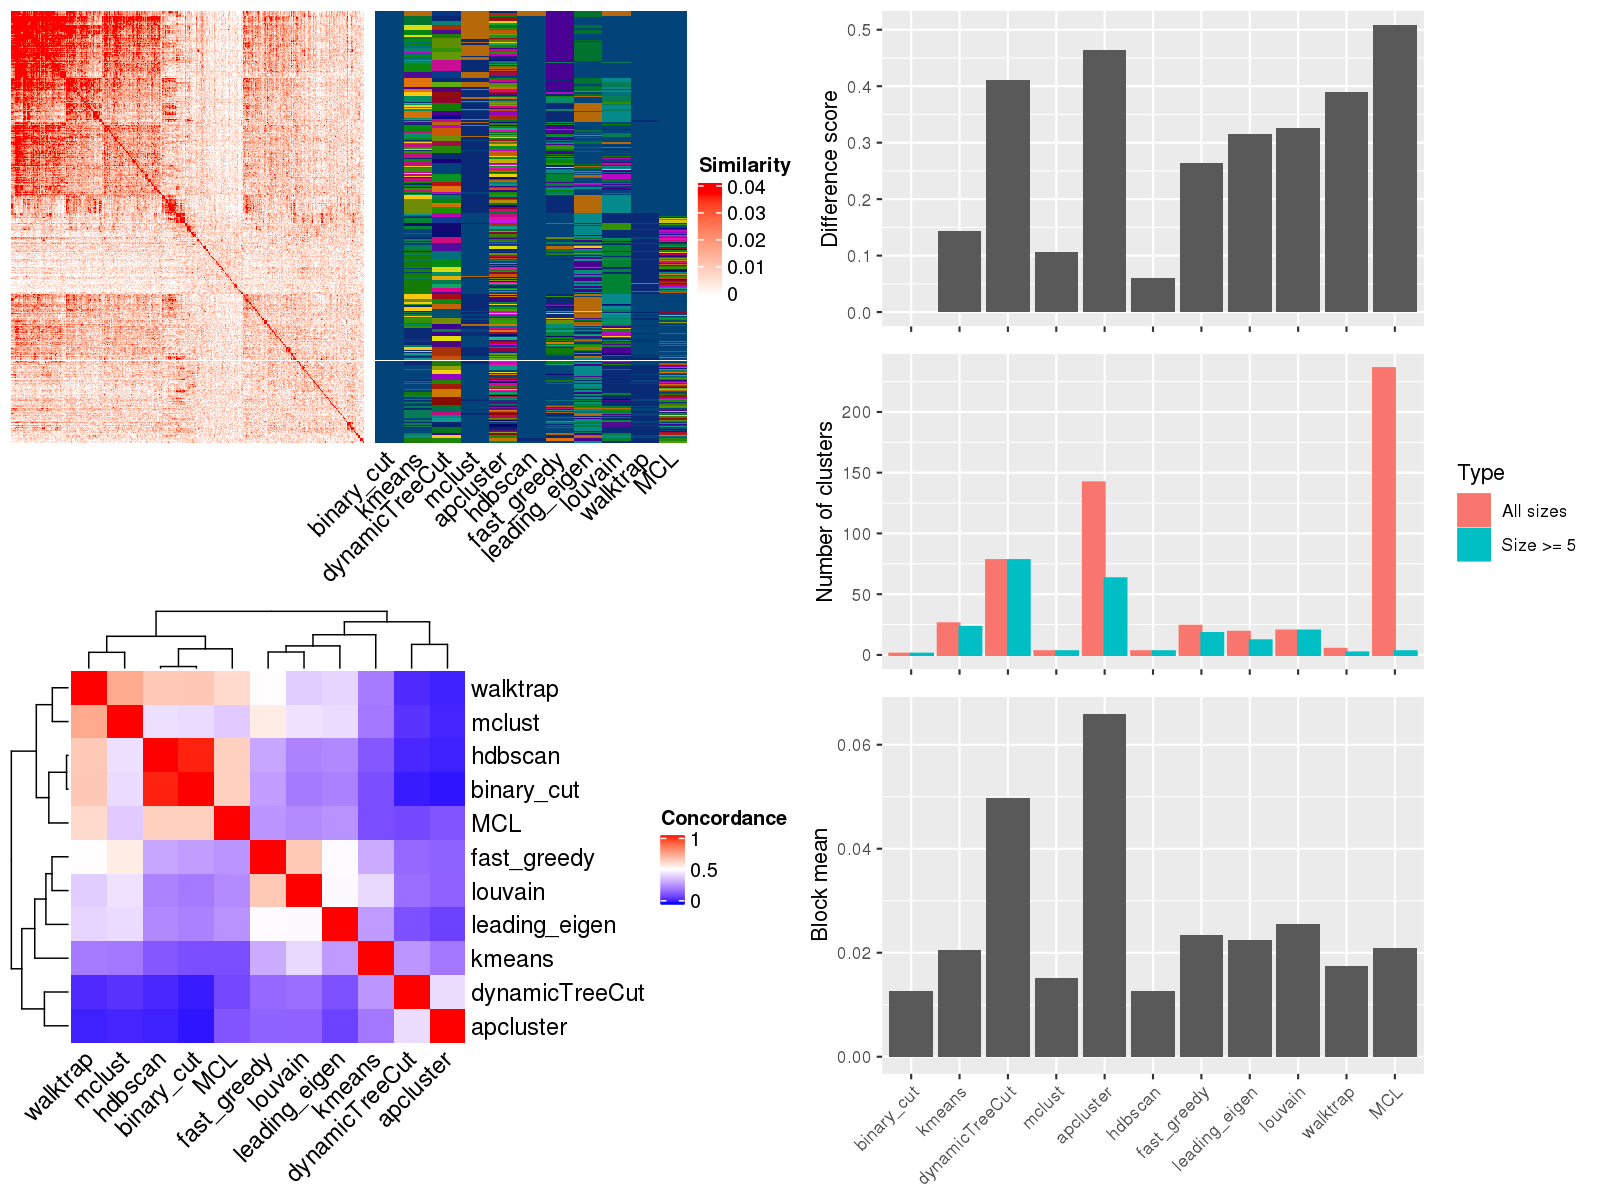 Similarity
0.04
0.03
0.02
0.01
0
binary_cut
kmeans
dynamicTreeCut
mclust
apcluster
hdbscan
fast_greedy
leading_eigen
louvain
walktrap
MCL
walktrap
mclust
hdbscan
binary_cut
MCL
fast_greedy
louvain
leading_eigen
kmeans
dynamicTreeCut
apcluster
walktrap
mclust
hdbscan
binary_cut
MCL
fast_greedy
louvain
leading_eigen
kmeans
dynamicTreeCut
apcluster
Concordance
1
0.5
0
Difference score
0.5
0.4
0.3
0.2
0.1
0.0
Number of clusters
200
150
100
50
0
Type
All sizes
Size >= 5
Block mean
0.06
0.04
0.02
0.00
binary_cut
kmeans
dynamicTreeCut
mclust
apcluster
hdbscan
fast_greedy
leading_eigen
louvain
walktrap
MCL